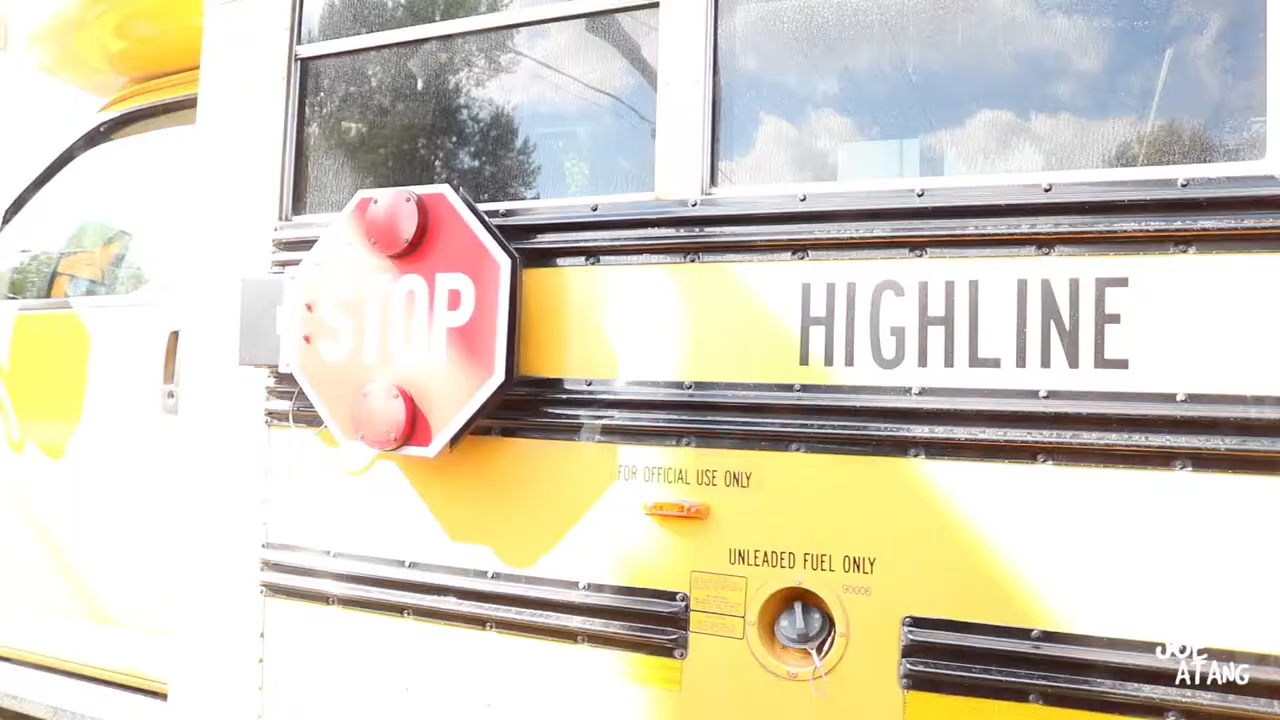 STOP
HIGHLINE
FOR OFFICIAL USE ONLY
UNLEADED FUEL ONLY
90006
JOE
ATANG